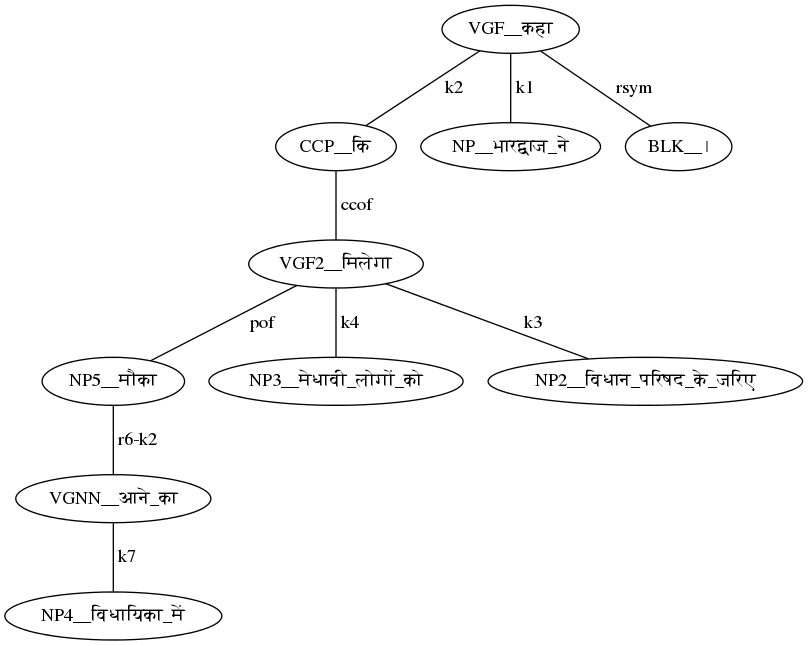 VGF__कहा
k2
k1
rsym
CCP__कि
NP__भारद्वाज_ने
BLK__।
ccof
VGF2__मिलेगा
pof
k4
k3
NP5__मौका
NP3__मेधावी_लोगों_को
NP2__विधान_परिषद_के_जरिए
r6-k2
VGNN__आने_का
k7
NP4__विधायिका_में